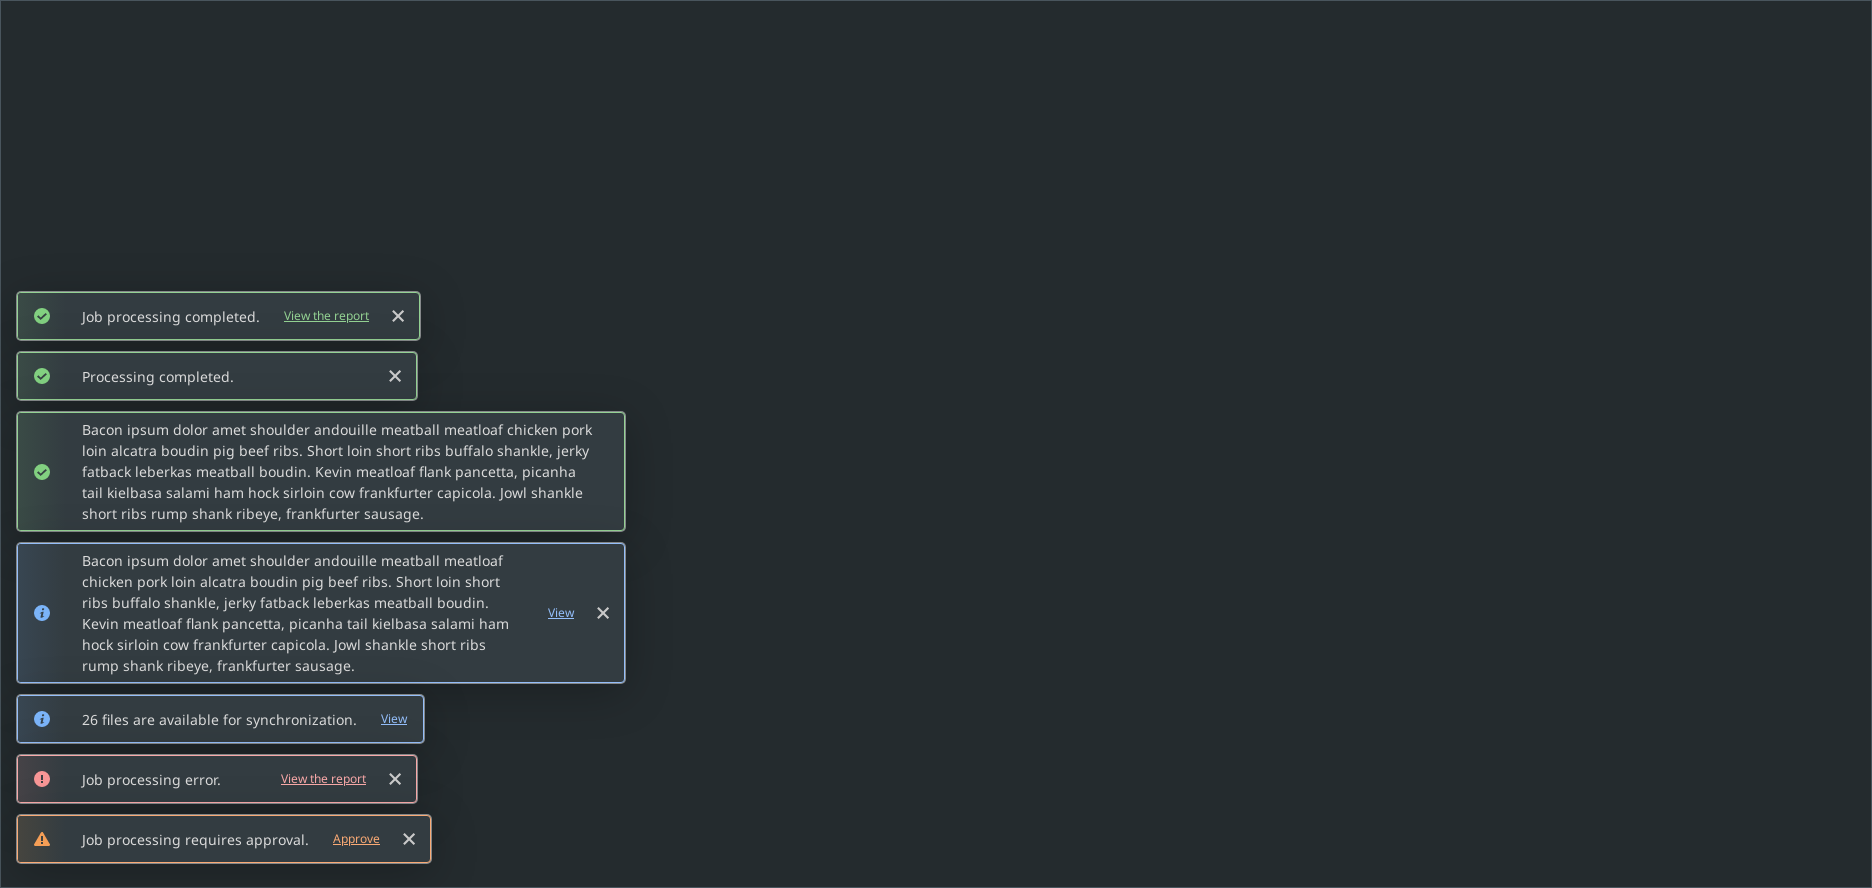 Job processing completed. View the report
Processing completed.
Bacon ipsum dolor amet shoulder andouille meatball meatloaf chicken pork
loin alcatra boudin pig beef ribs. Short loin short ribs buffalo shankle, jerky
fatback leberkas meatball boudin. Kevin meatloaf flank pancetta, picanha
tail kielbasa salami ham hock sirloin cow frankfurter capicola. Jowl shankle
short ribs rump shank ribeye, frankfurter sausage.
Bacon ipsum dolor amet shoulder andouille meatball meatloaf
chicken pork loin alcatra boudin pig beef ribs. Short loin short
ribs buffalo shankle, jerky fatback leberkas meatball boudin.
Kevin meatloaf flank pancetta, picanha tail kielbasa salami ham
hock sirloin cow frankfurter capicola. Jowl shankle short ribs
rump shank ribeye, frankfurter sausage.
View
26 files are available for synchronization. View
Job processing error. View the report
Job processing requires approval. Approve